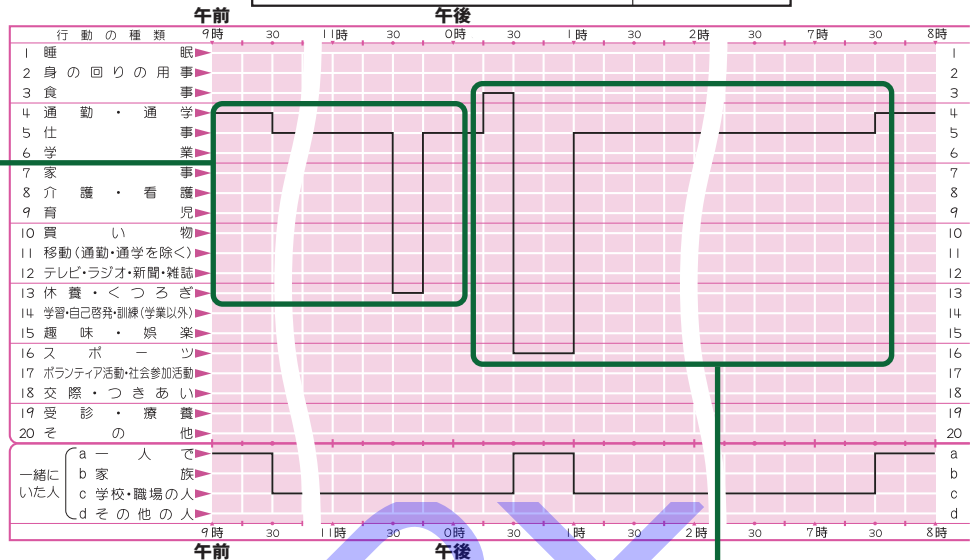 午前 午後
行動の種類 9時 30 11時 30 0時 30 1時 30 2時 30 7時 30 8時
1 睡眠 1
2 身の回りの用事 2
3 食事 3
4 通勤・通学 4
5 仕事 5
6 学業 6
7 家事 7
8 介護・看護 8
9 育児 9
10 買い物 10
11 移動(通勤・通学を除く) 11
12 テレビ・ラジオ・新聞・雑誌 12
13 休養・くつろぎ 13
14 学習・自己啓発・訓練(学業以外) 14
15 趣味・娯楽 15
16 スポーツ 16
17 ボランティア活動・社会参加活動 17
18 交際・つきあい 18
19 受診・療養 19
20 その他 20
一緒にいた人
a 一人で a
b 家族 b
c 学校・職場の人 c
d その他の人 d
9時 30 11時 30 0時 30 1時 30 2時 30 7時 30 8時
午前 午後